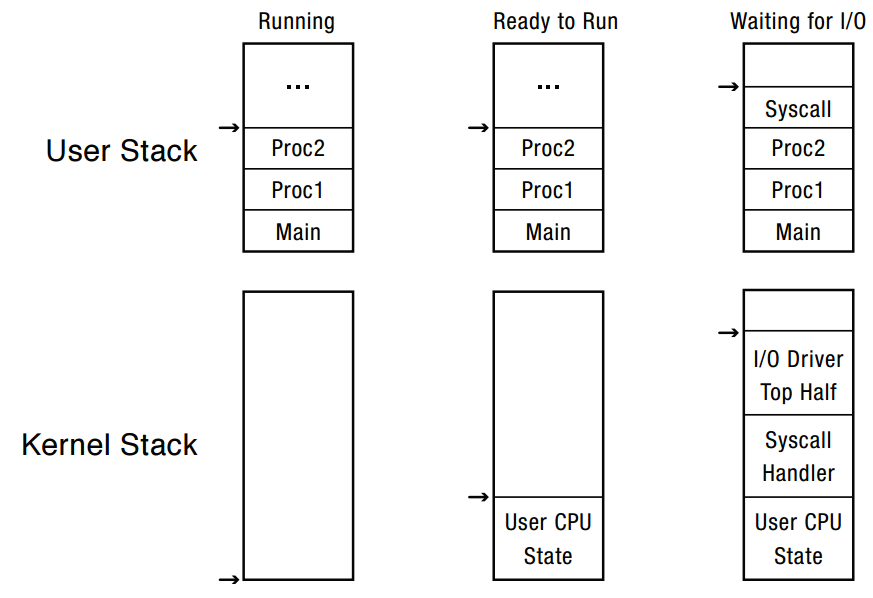 Running
Ready to Run
Waiting for I/O
User Stack
...
Proc2
Proc1
Main
...
Proc2
Proc1
Main
Syscall
Proc2
Proc1
Main
Kernel Stack
User CPU
State
I/O Driver
Top Half
Syscall
Handler
User CPU
State